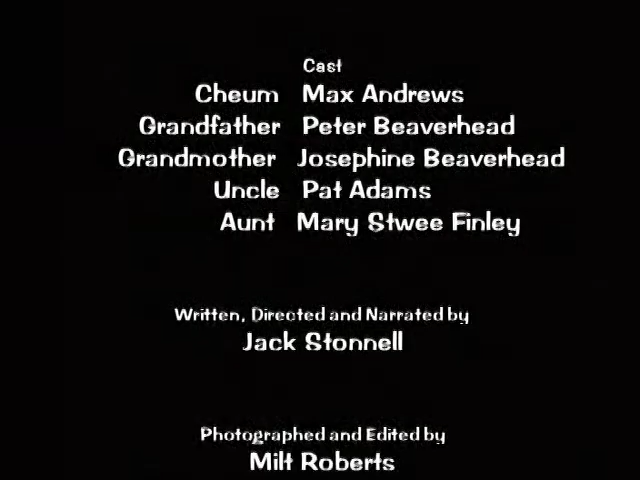 Cast
Cheum Max Andrews
Grandfather Peter Beaverhead
Grandmother Josephine Beaverhead
Uncle Pat Adams
Aunt Mary Stwee Finley
Written, Directed and Narrated by
Jack Stonnell
Photographed and Edited by
Milt Roberts